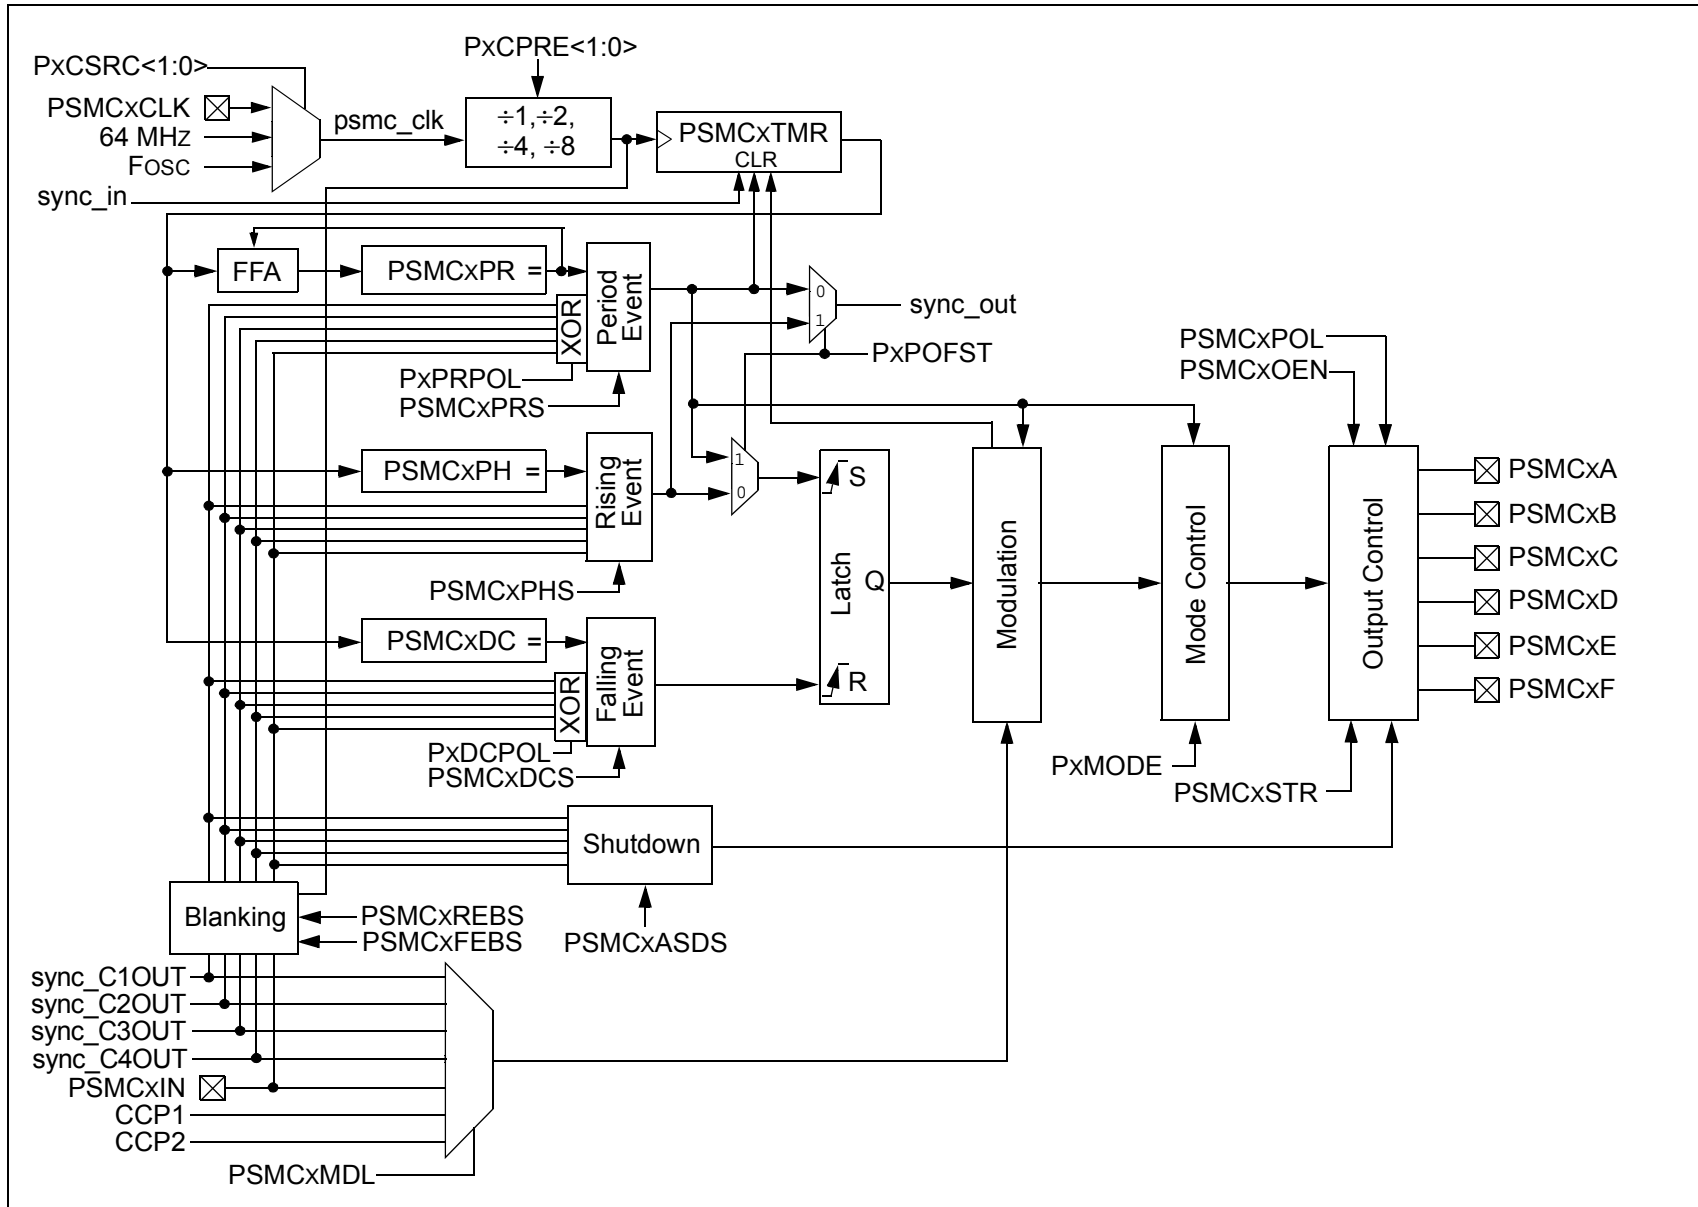 PxCPRE<1:0>
PxCSRC<1:0>
PSMCxCLK
64 MHz
FOSC
sync_in
psmc_clk
÷1,÷2,
÷4, ÷8
PSMCxTMR
CLR
FFA
PSMCxPR =
Period
Event
XOR
PxPRPOL
PSMCxPRS
0
1
sync_out
PxPOFST
PSMCxPH =
Rising
Event
PSMCxPHS
1
0
PSMCxDC =
Falling
Event
XOR
PxDCPOL
PSMCxDCS
S
Latch
Q
R
Modulation
Mode Control
PxMODE
PSMCxPOL
PSMCxOEN
Output Control
PSMCxSTR
PSMCxA
PSMCxB
PSMCxC
PSMCxD
PSMCxE
PSMCxF
Shutdown
PSMCxASDS
Blanking
PSMCxREBS
PSMCxFEBS
sync_C1OUT
sync_C2OUT
sync_C3OUT
sync_C4OUT
PSMCxIN
CCP1
CCP2
PSMCxMDL